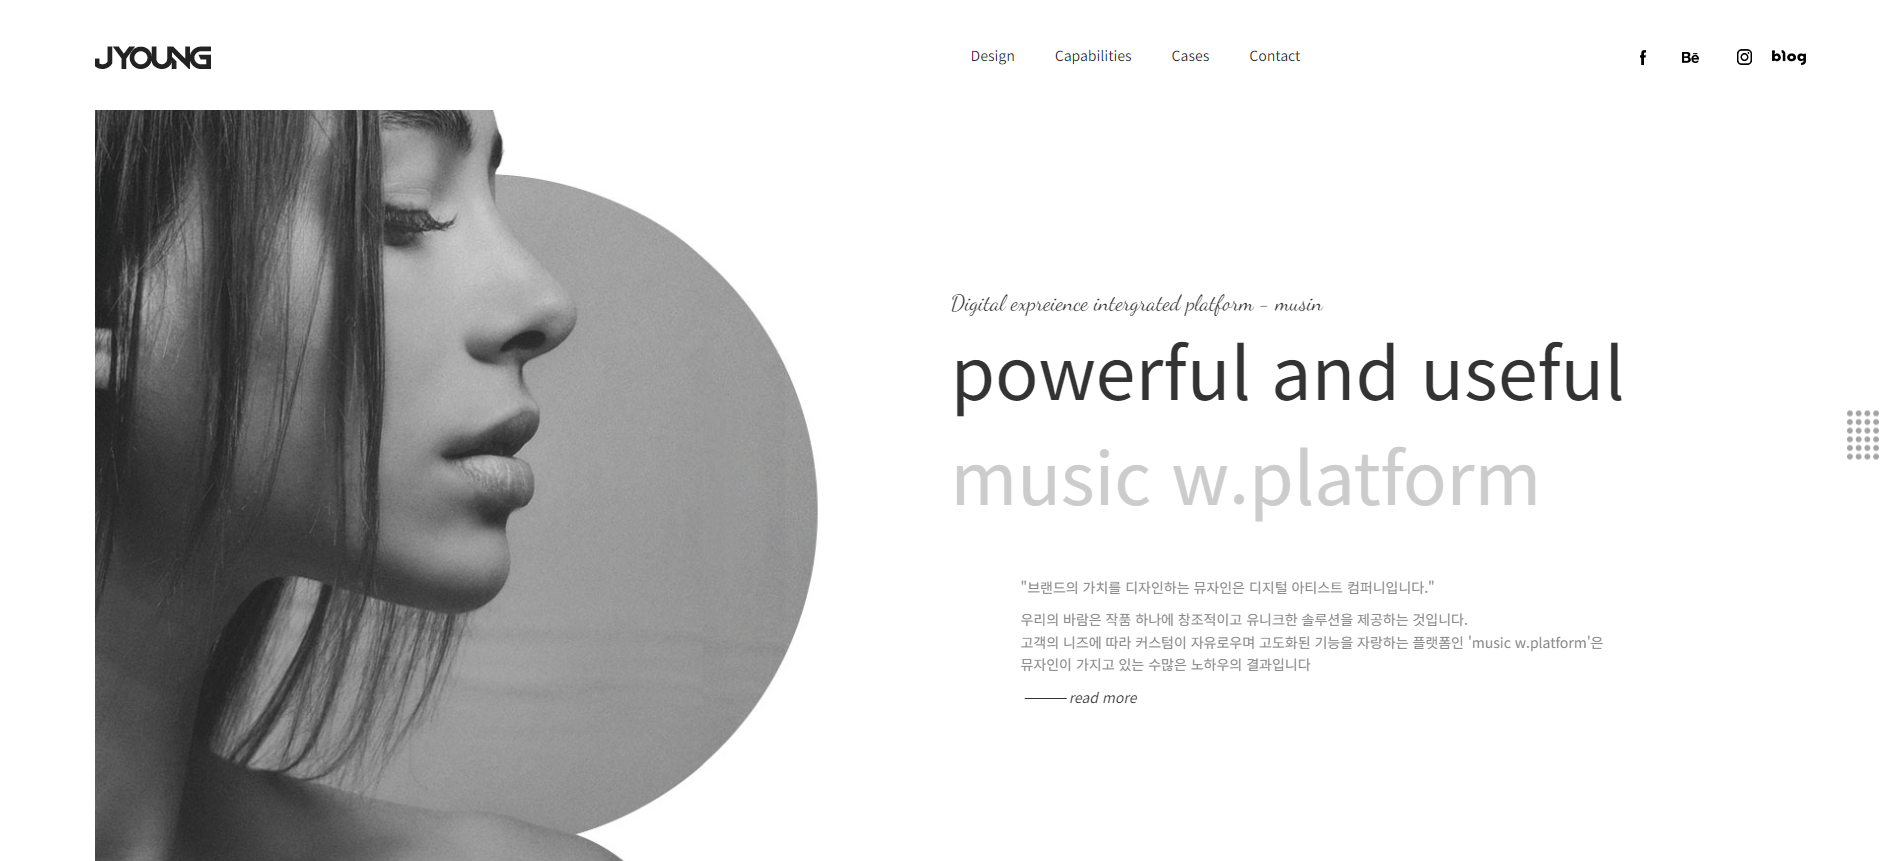 JYOUNG
Design Capabilities Cases Contact
Bē blog
Digital expreience intergrated platform - musin
powerful and useful
music w.platform
"브랜드의 가치를 디자인하는 뮤자인은 디지털 아티스트 컴퍼니입니다."
우리의 바람은 작품 하나에 창조적이고 유니크한 솔루션을 제공하는 것입니다.
고객의 니즈에 따라 커스텀이 자유로우며 고도화된 기능을 자랑하는 플랫폼인 'music w.platform'은
뮤자인이 가지고 있는 수많은 노하우의 결과입니다
read more